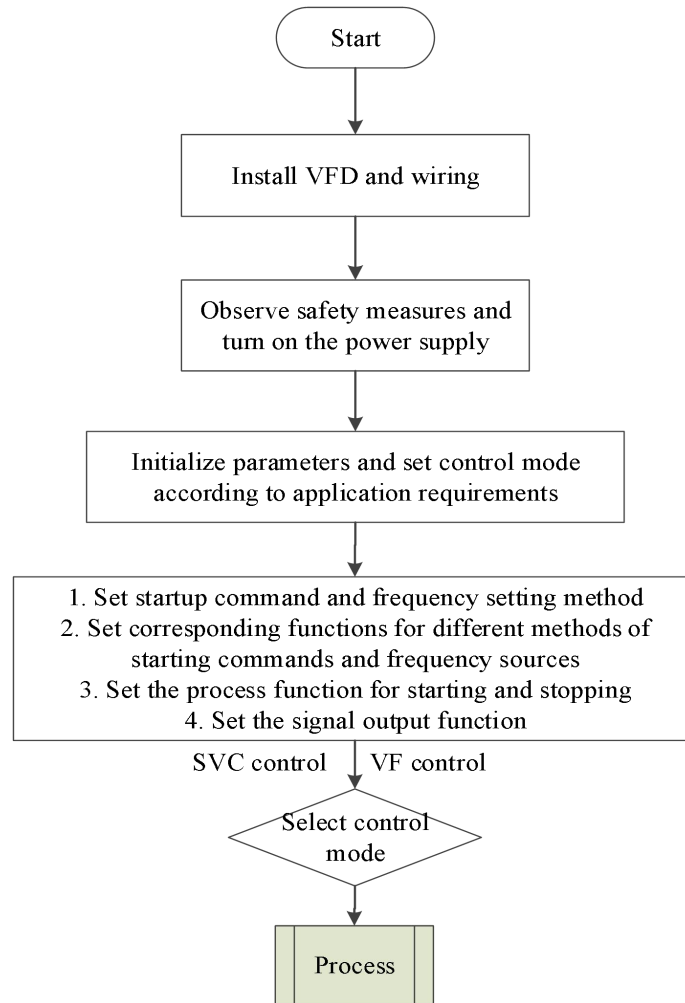 Start
Install VFD and wiring
Observe safety measures and
turn on the power supply
Initialize parameters and set control mode
according to application requirements
1. Set startup command and frequency setting method
2. Set corresponding functions for different methods of
starting commands and frequency sources
3. Set the process function for starting and stopping
4. Set the signal output function
SVC control VF control
Select control
mode
Process